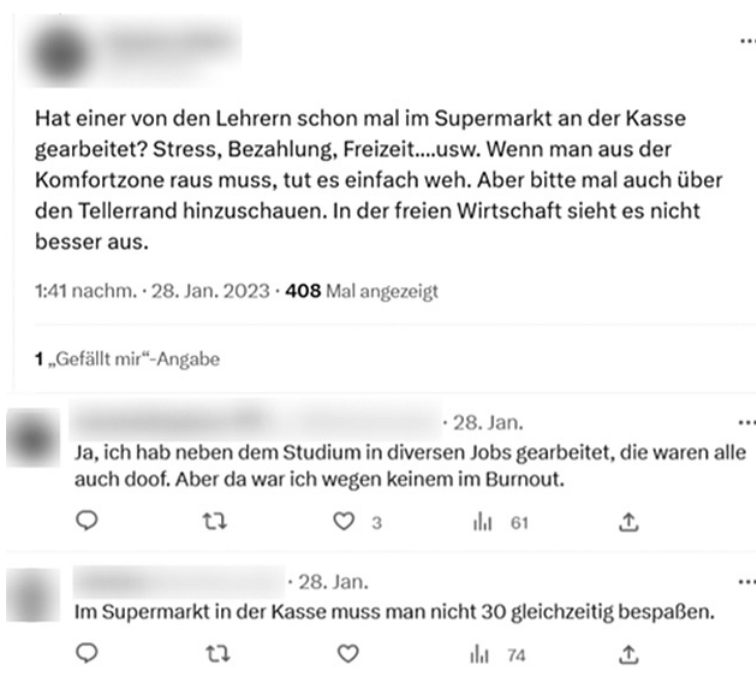 Hat einer von den Lehrern schon mal im Supermarkt an der Kasse
gearbeitet? Stress, Bezahlung, Freizeit....usw. Wenn man aus der
Komfortzone raus muss, tut es einfach weh. Aber bitte mal auch über
den Tellerrand hinzuschauen. In der freien Wirtschaft sieht es nicht
besser aus.
1:41 nachm. · 28. Jan. 2023 · 408 Mal angezeigt
1 „Gefällt mir“-Angabe
· 28. Jan.
Ja, ich hab neben dem Studium in diversen Jobs gearbeitet, die waren alle
auch doof. Aber da war ich wegen keinem im Burnout.
3 61
· 28. Jan.
Im Supermarkt in der Kasse muss man nicht 30 gleichzeitig bespaßen.
74